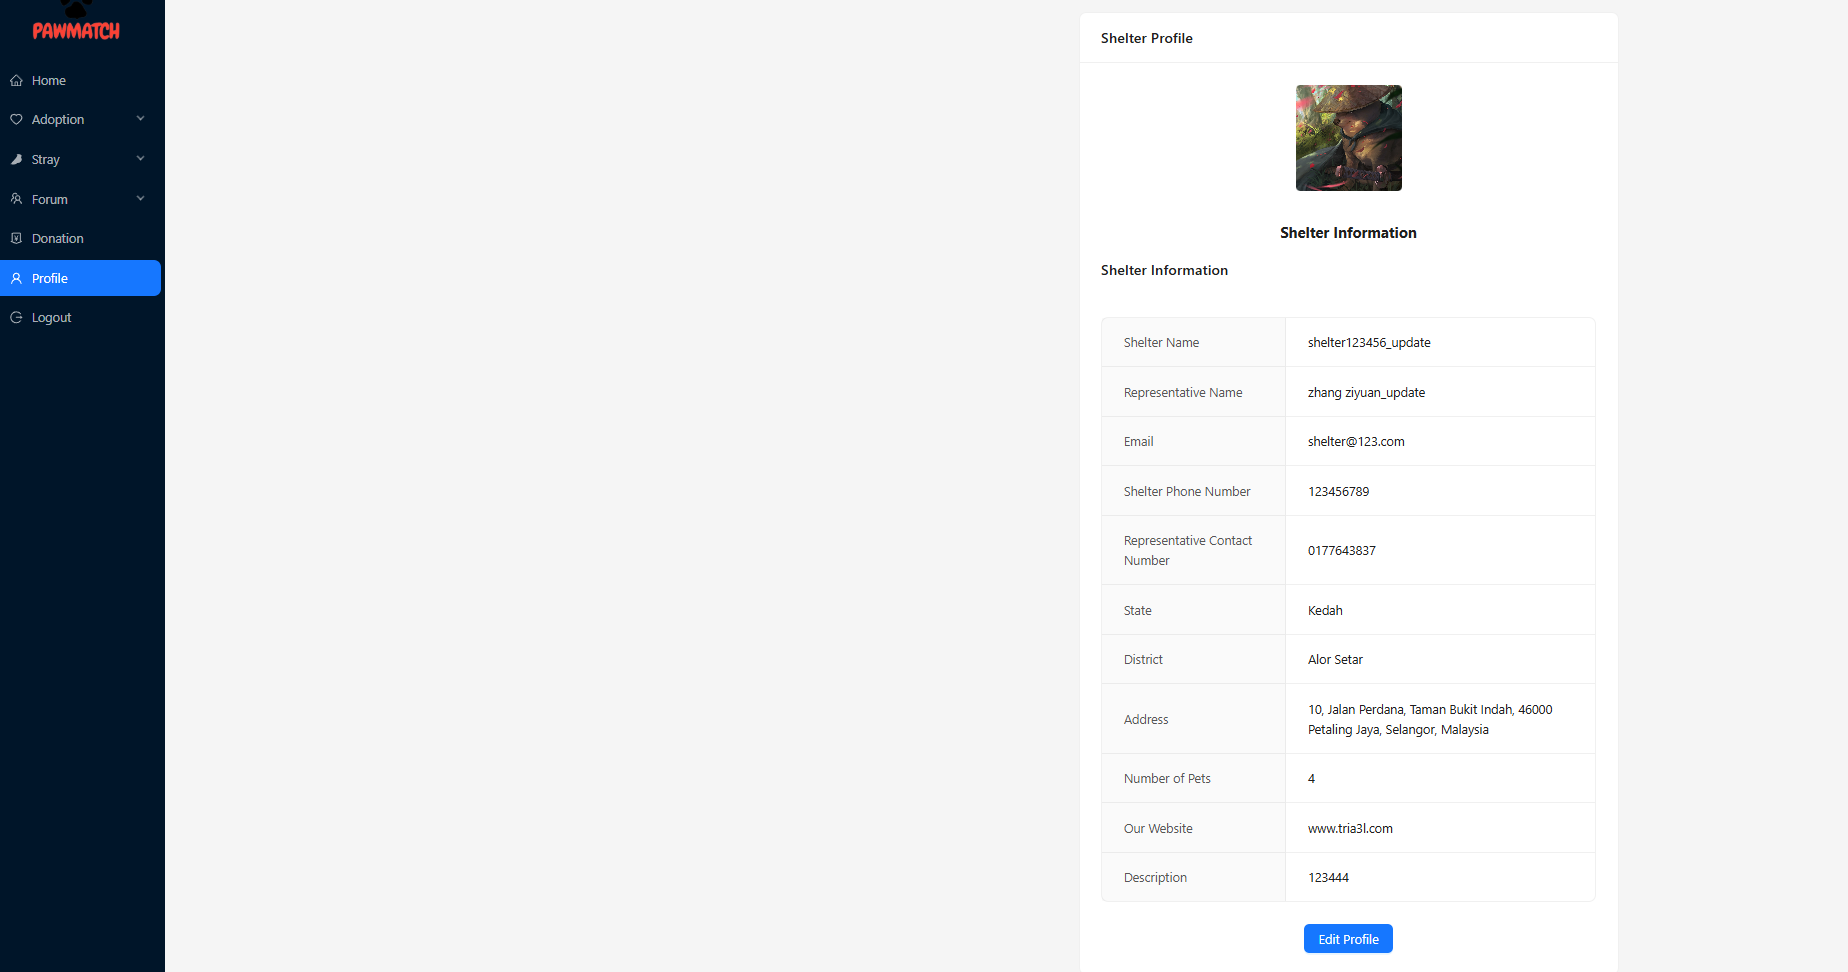 PAWMATCH
Home
Adoption
Stray
Forum
Donation
Profile
Logout
Shelter Profile
Shelter Information
Shelter Information
Shelter Name
shelter123456_update
Representative Name
zhang ziyuan_update
Email
shelter@123.com
Shelter Phone Number
123456789
Representative Contact
Number
0177643837
State
Kedah
District
Alor Setar
Address
10, Jalan Perdana, Taman Bukit Indah, 46000
Petaling Jaya, Selangor, Malaysia
Number of Pets
4
Our Website
www.tria3l.com
Description
123444
Edit Profile